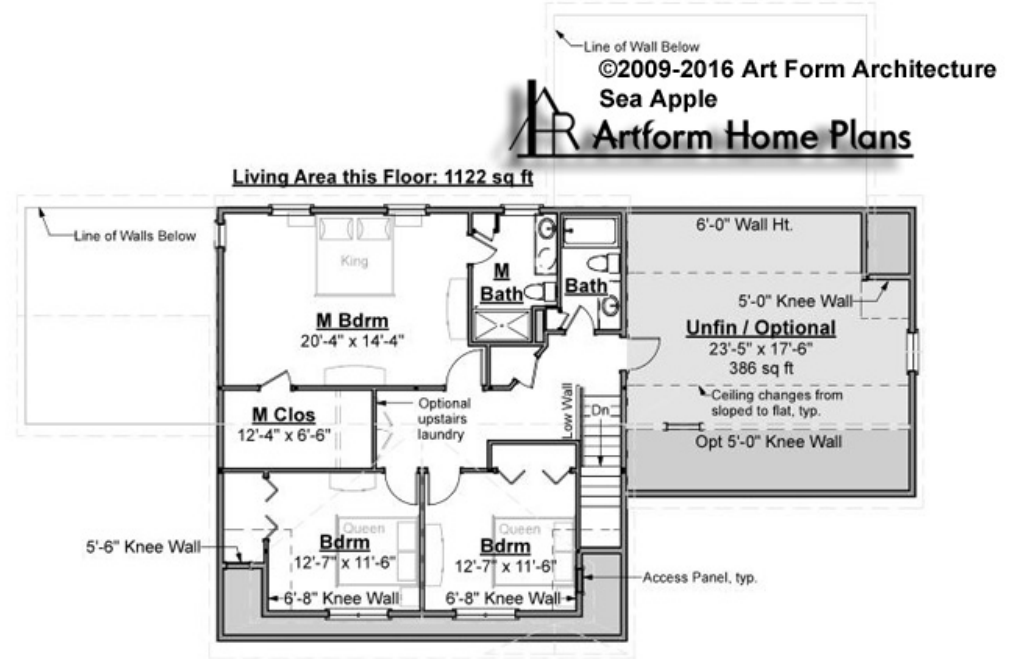 Line of Wall Below
©2009-2016 Art Form Architecture
Sea Apple
AR Artform Home Plans
Living Area this Floor: 1122 sq ft
Line of Walls Below
King
M Bdrm
20'-4" x 14'-4"
M
Bath
Bath
6'-0" Wall Ht.
5'-0" Knee Wall
Unfin / Optional
23'-5" x 17'-6"
386 sq ft
Ceiling changes from
sloped to flat, typ.
Opt 5'-0" Knee Wall
M Clos
12'-4" x 6'-6"
Optional
upstairs
laundry
Low Wall
Dn
5'-6" Knee Wall
Queen
Bdrm
12'-7" x 11'-6"
6'-8" Knee Wall
Queen
Bdrm
12'-7" x 11'-6"
6'-8" Knee Wall
Access Panel, typ.